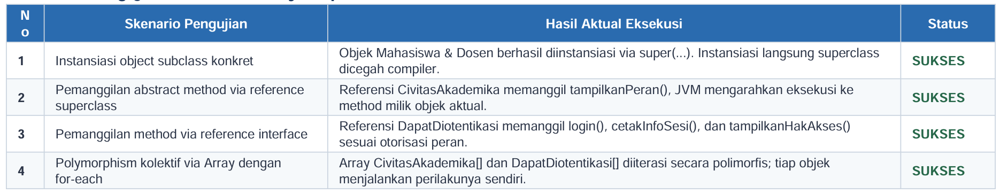 No
Skenario Pengujian
Hasil Aktual Eksekusi
Status
1
Instansiasi object subclass konkret
Objek Mahasiswa & Dosen berhasil diinstansiasi via super(...). Instansiasi langsung superclass
dicegah compiler.
SUKSES
2
Pemanggilan abstract method via reference
superclass
Referensi CivitasAkademika memanggil tampilkanPeran(), JVM mengarahkan eksekusi ke
method milik objek aktual.
SUKSES
3
Pemanggilan method via reference interface
Referensi DapatDiotentikasi memanggil login(), cetakInfoSesi(), dan tampilkanHakAkses()
sesuai otorisasi peran.
SUKSES
4
Polymorphism kolektif via Array dengan
for-each
Array CivitasAkademika[] dan DapatDiotentikasi[] diiterasi secara polimorfis; tiap objek
menjalankan perilakunya sendiri.
SUKSES